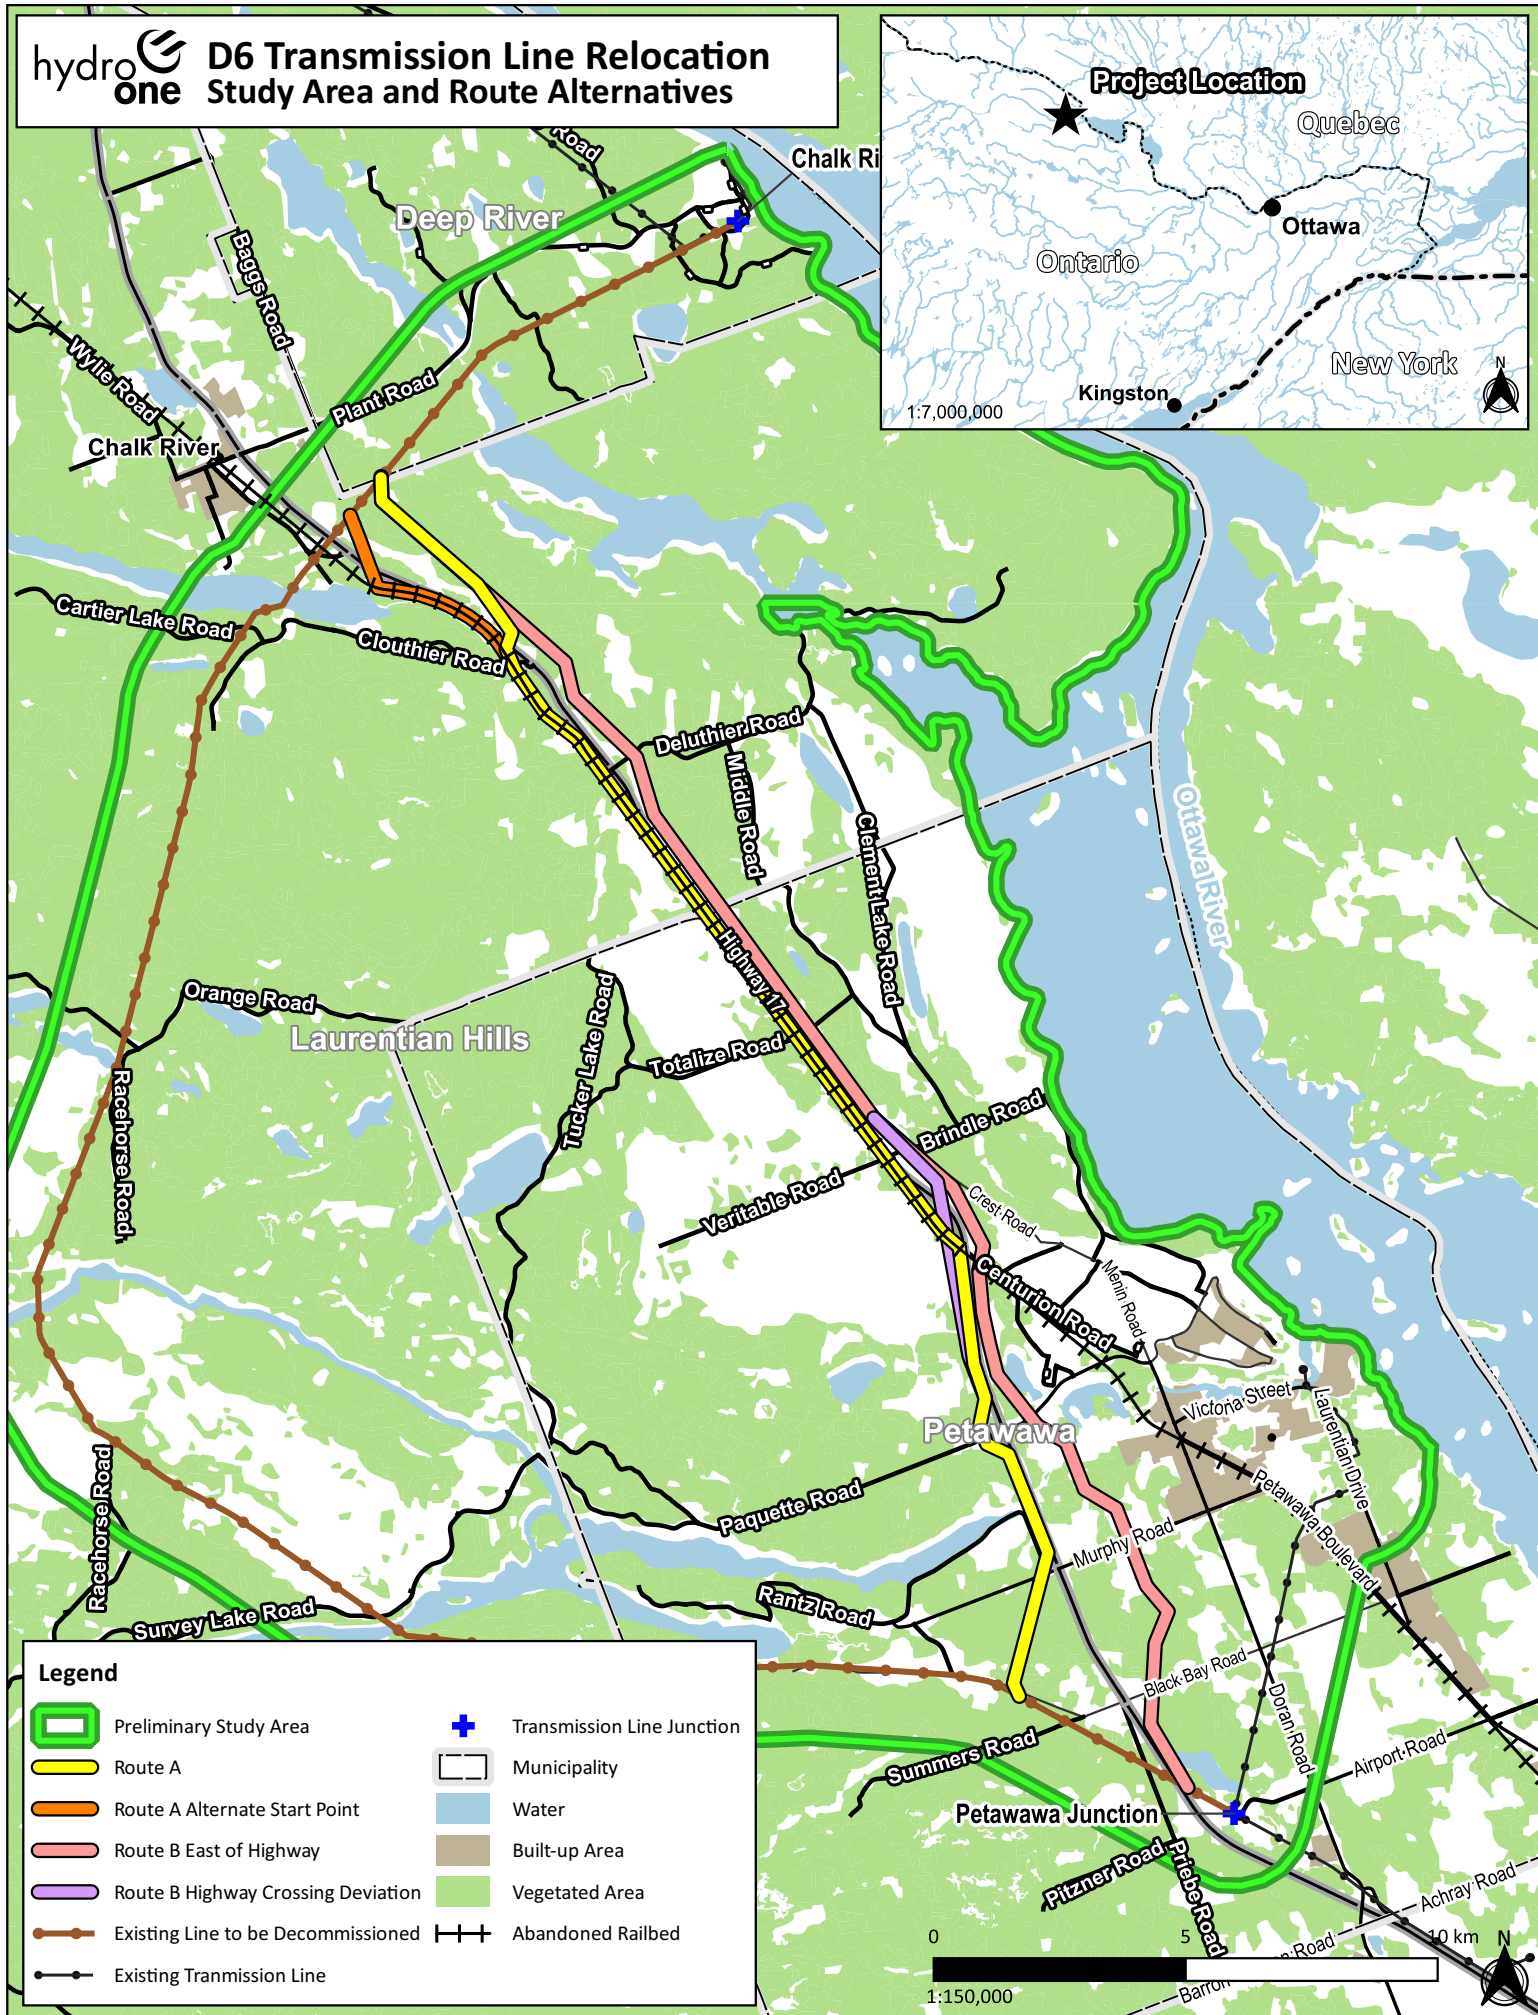 hydro
one
D6 Transmission Line Relocation
Study Area and Route Alternatives
Project Location
Quebec
Ottawa
Ontario
New York
Kingston
1:7,000,000
N
Road
Chalk Ri
Deep River
Baggs Road
Wylie Road
Plant Road
Chalk River
Cartier Lake Road
Clouthier Road
Deluthier Road
Middle Road
Clement Lake Road
Ottawa River
Highway 17
Orange Road
Laurentian Hills
Tucker Lake Road
Totalize Road
Racehorse Road
Brindle Road
Veritable Road
Crest Road
Centurion Road
Menin Road
Victoria Street
Laurentian Drive
Petawawa
Petawawa Boulevard
Paquette Road
Racehorse Road
Murphy Road
Rantz Road
Survey Lake Road
Black Bay Road
Doran Road
Airport Road
Summers Road
Petawawa Junction
Pitzner Road
Priebe Road
Achray Road
Barron
n Road
Legend
Preliminary Study Area
Route A
Route A Alternate Start Point
Route B East of Highway
Route B Highway Crossing Deviation
Existing Line to be Decommissioned
Existing Tranmission Line
Transmission Line Junction
Municipality
Water
Built-up Area
Vegetated Area
Abandoned Railbed
0 5 10 km
1:150,000
N